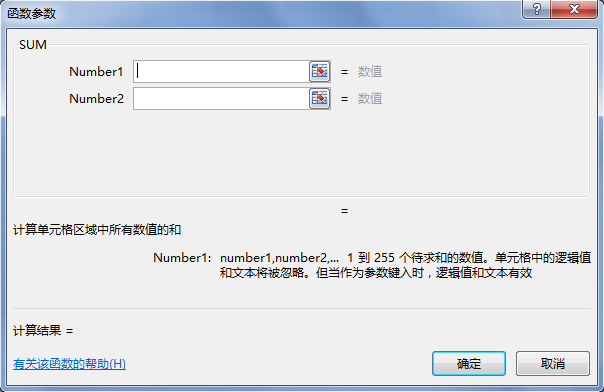 函数参数
SUM
Number1 = 数值
Number2 = 数值
=
计算单元格区域中所有数值的和
Number1: number1,number2,... 1 到 255 个待求和的数值。单元格中的逻辑值
和文本将被忽略。但当作为参数键入时，逻辑值和文本有效
计算结果 =
有关该函数的帮助(H)
确定 取消